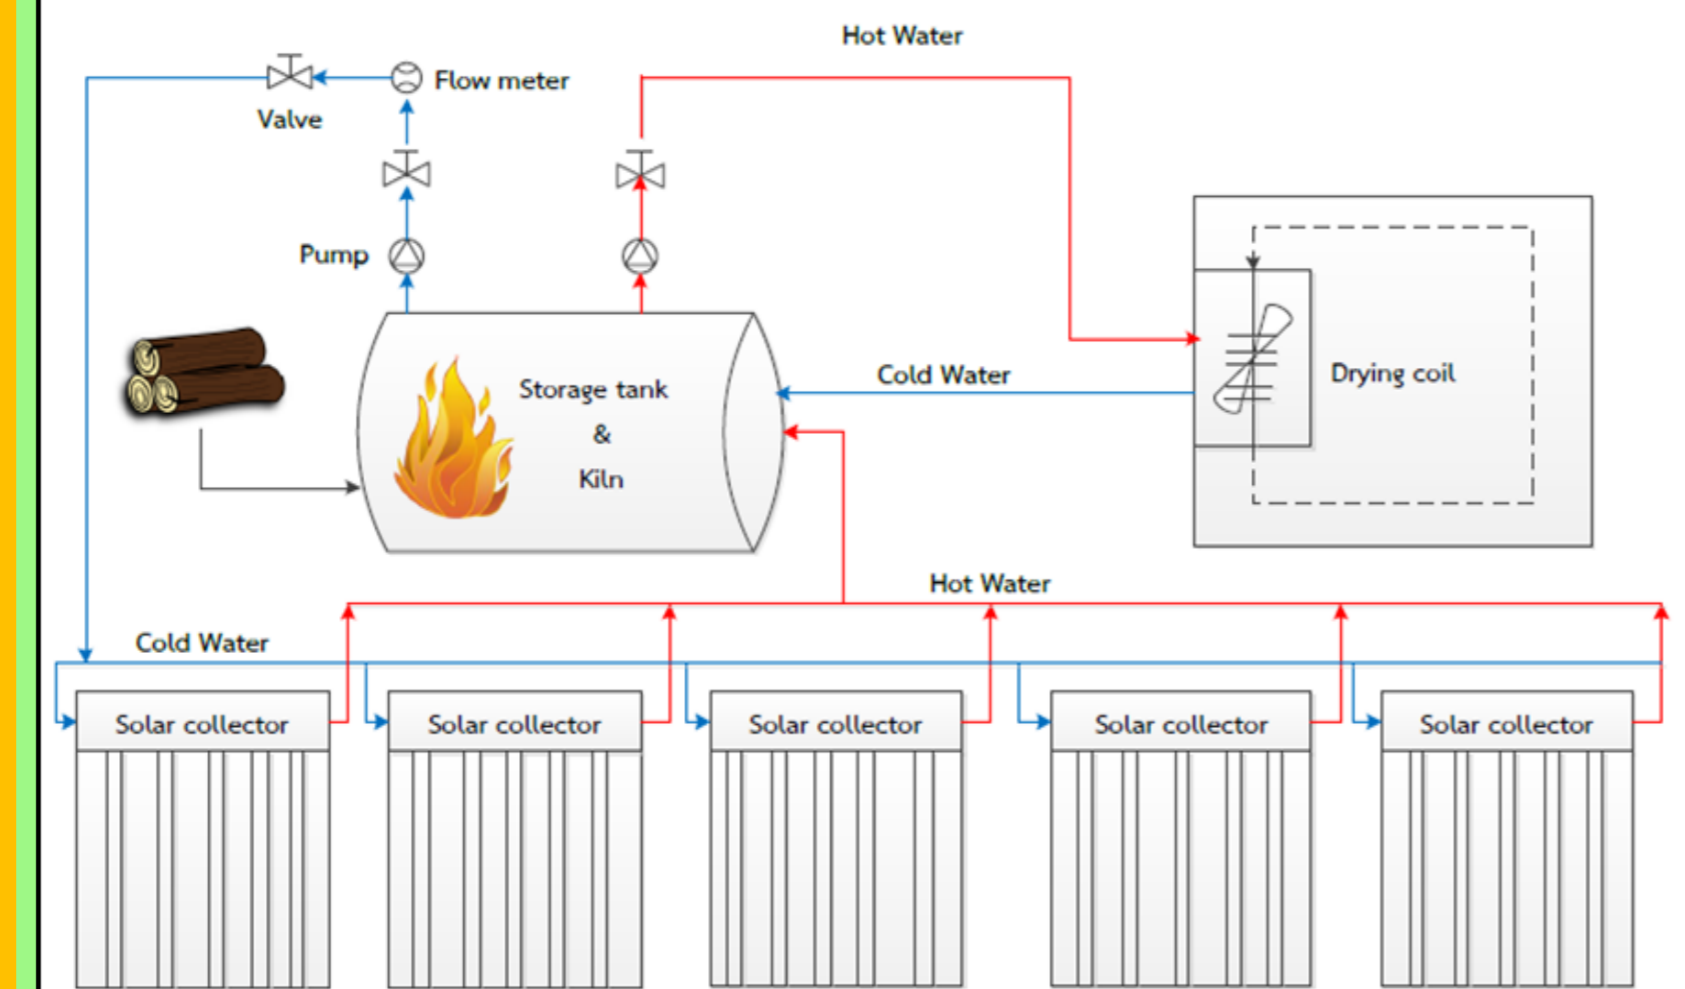 Hot Water
Flow meter
Valve
Pump
Storage tank
&
Kiln
Cold Water
Drying coil
Hot Water
Cold Water
Solar collector
Solar collector
Solar collector
Solar collector
Solar collector